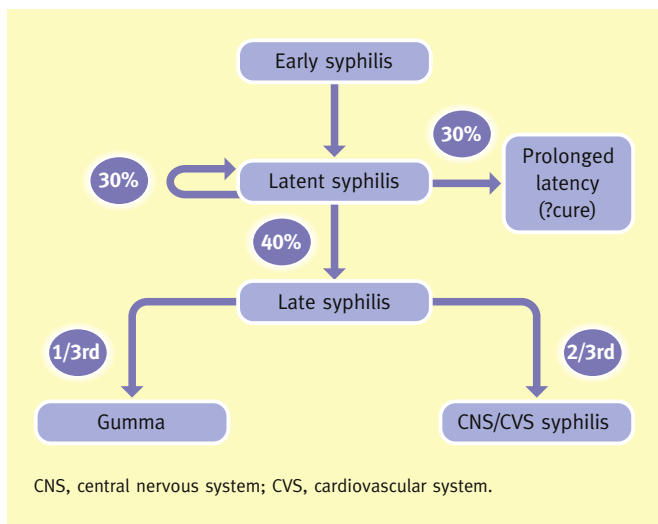 Early syphilis
30%
30%
Latent syphilis
Prolonged
latency
(?cure)
40%
Late syphilis
1/3rd
2/3rd
Gumma
CNS/CVS syphilis
CNS, central nervous system; CVS, cardiovascular system.